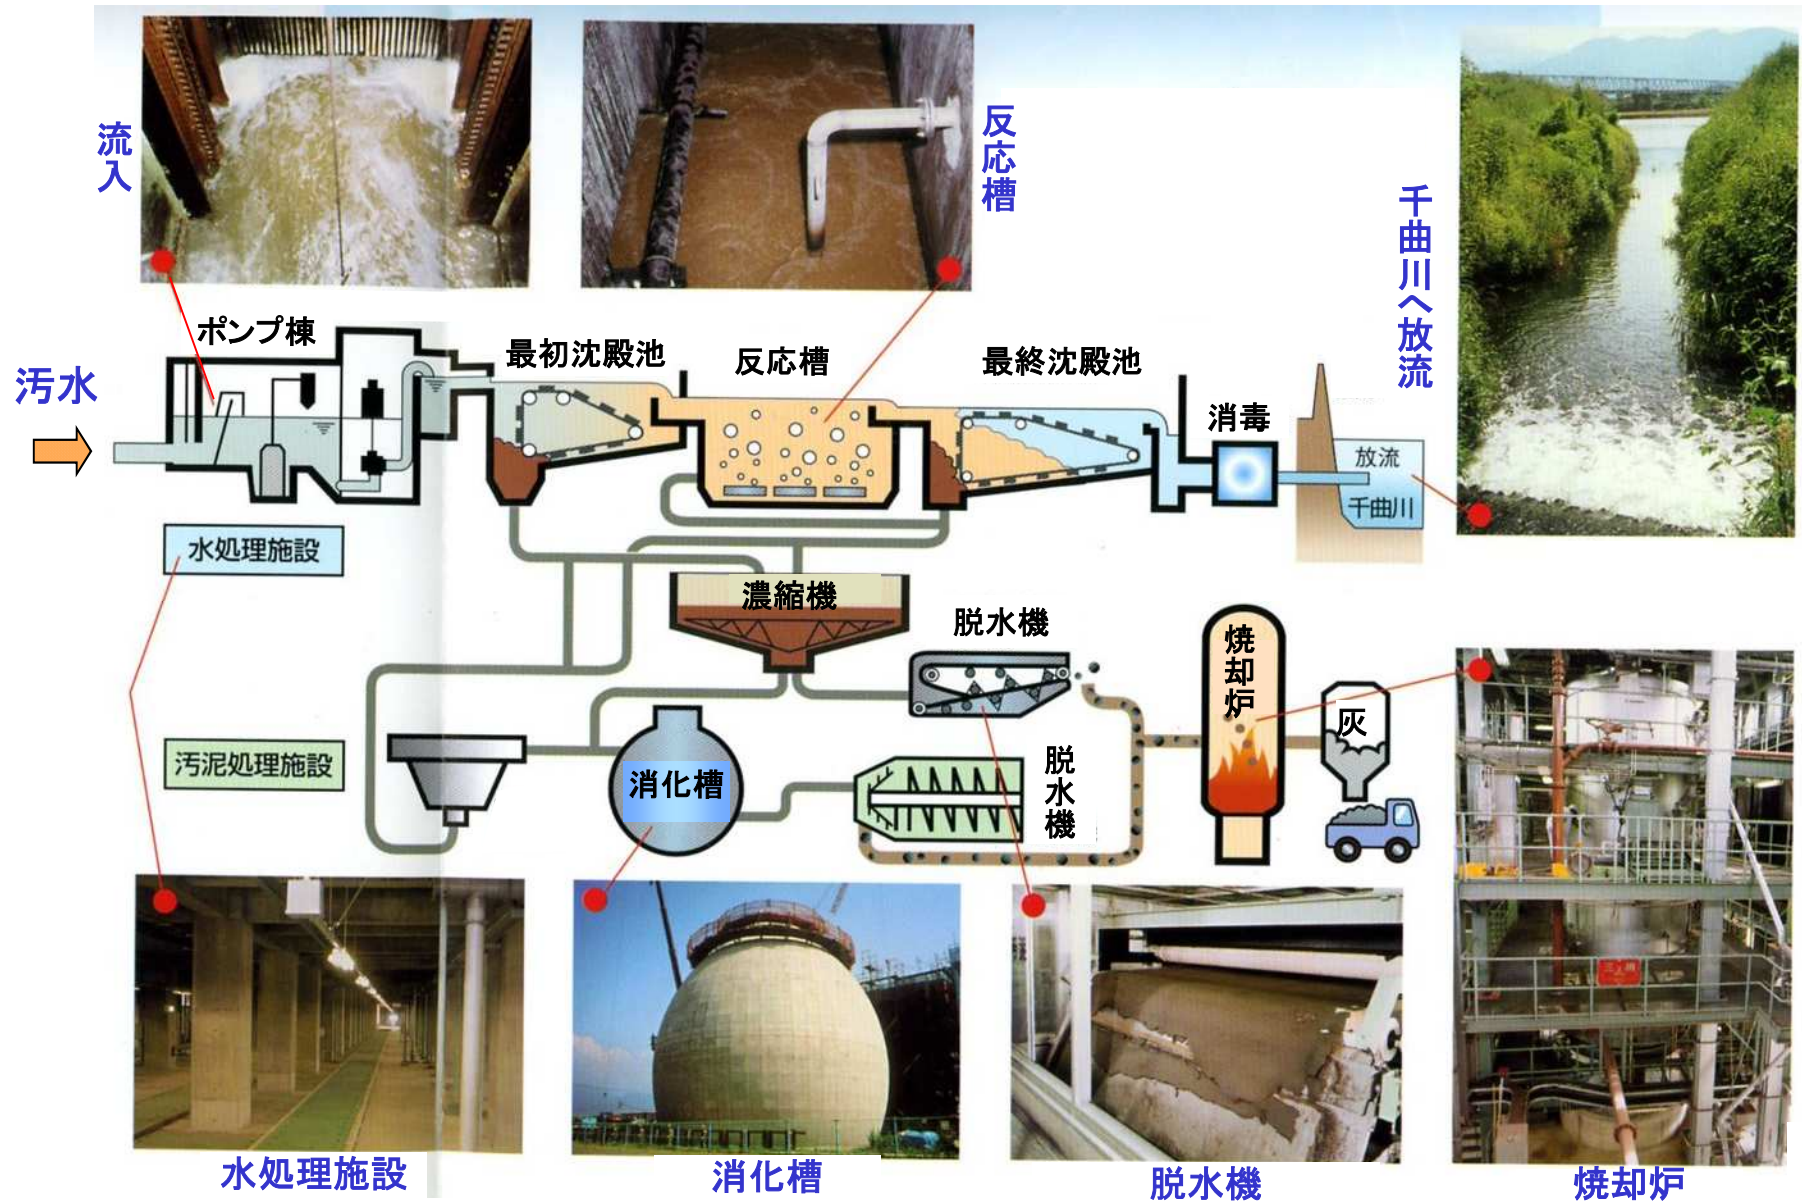 流入
反応槽
千曲川へ放流
汚水
ポンプ棟
最初沈殿池
反応槽
最終沈殿池
消毒
放流
千曲川
水処理施設
濃縮機
脱水機
焼却炉
灰
汚泥処理施設
消化槽
脱水機
水処理施設
消化槽
脱水機
焼却炉